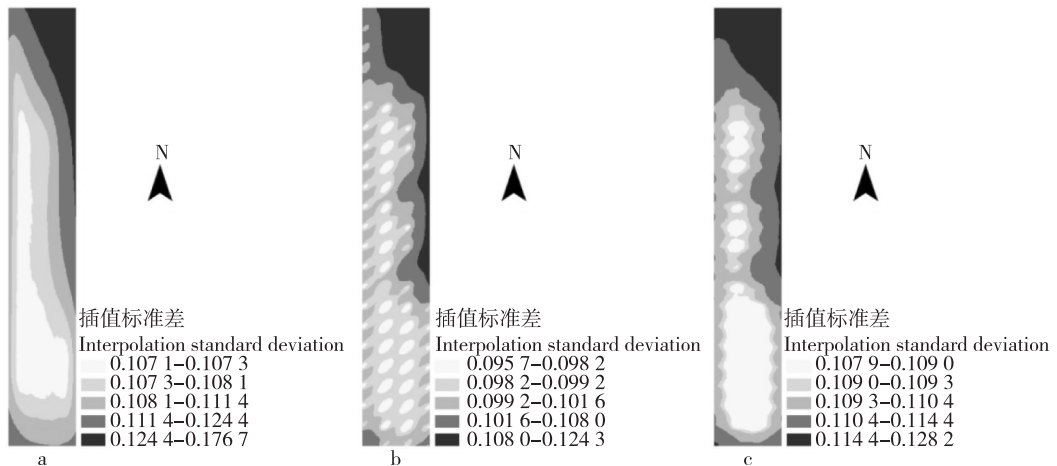 N
插值标准差
Interpolation standard deviation
0.107 1–0.107 3
0.107 3–0.108 1
0.108 1–0.111 4
0.111 4–0.124 4
0.124 4–0.176 7
a
N
插值标准差
Interpolation standard deviation
0.095 7–0.098 2
0.098 2–0.099 2
0.099 2–0.101 6
0.101 6–0.108 0
0.108 0–0.124 3
b
N
插值标准差
Interpolation standard deviation
0.107 9–0.109 0
0.109 0–0.109 3
0.109 3–0.110 4
0.110 4–0.114 4
0.114 4–0.128 2
c